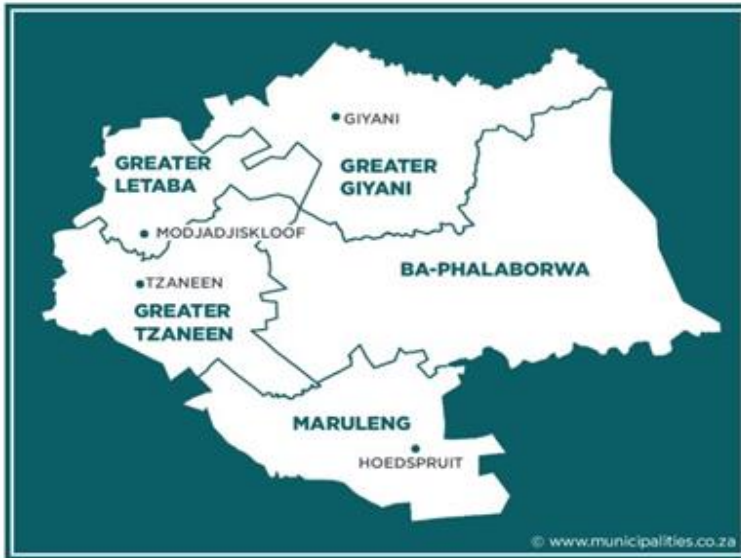 GIYANI
GREATER
LETABA
GREATER
GIYANI
MODJADJISKLOOF
BA-PHALABORWA
TZANEEN
GREATER
TZANEEN
MARULENG
HOEDSPRUIT
© www.municipalities.co.za